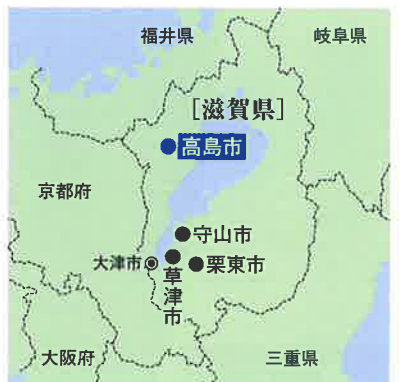 福井県
岐阜県
［滋賀県］
高島市
京都府
守山市
大津市
栗東市
草津市
大阪府
三重県